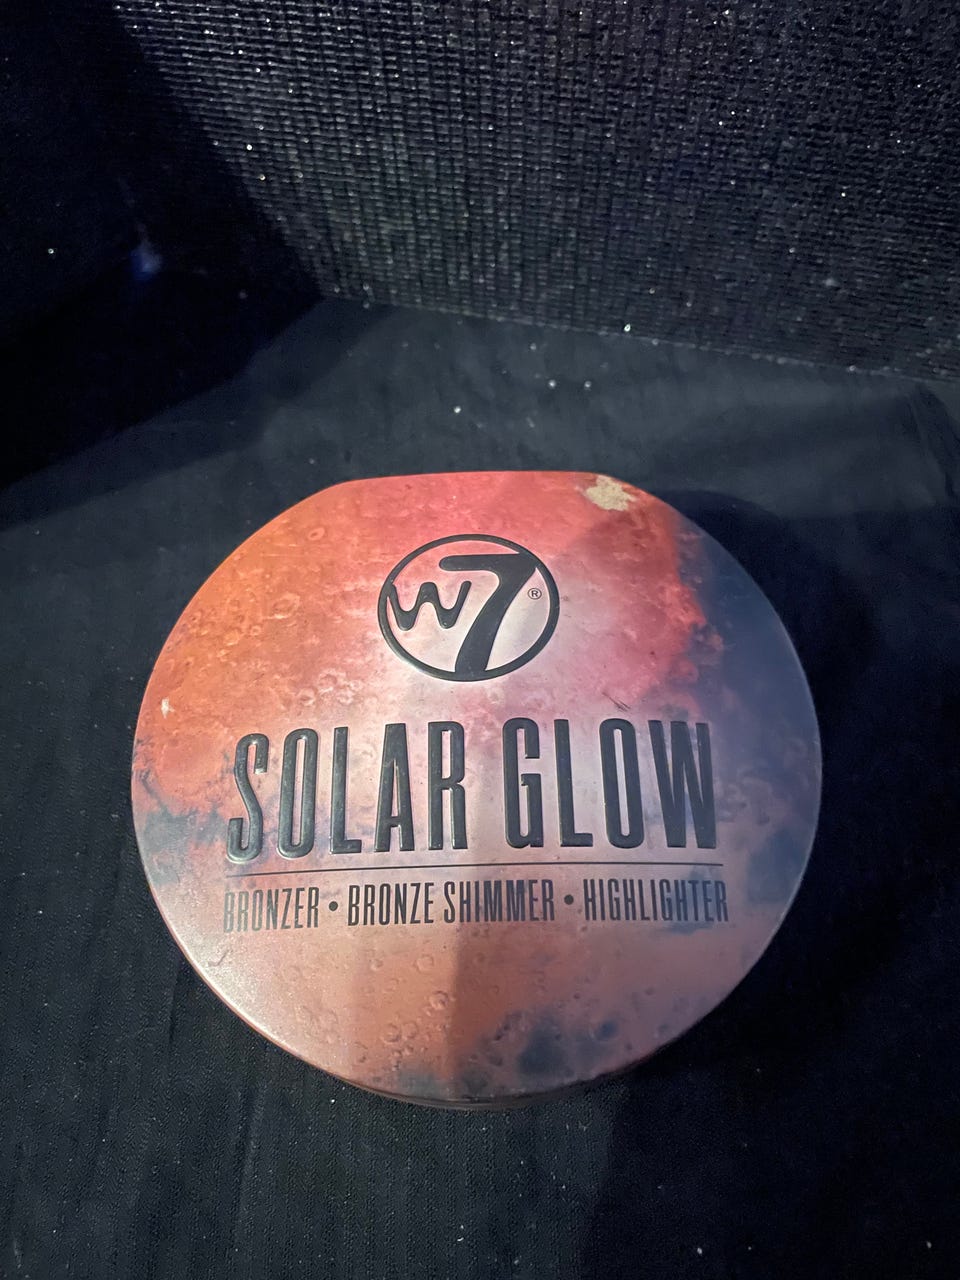 W7®
SOLAR GLOW
BRONZER • BRONZE SHIMMER • HIGHLIGHTER